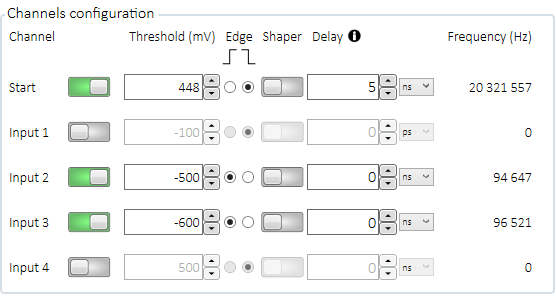 Channels configuration
Channel Threshold (mV) Edge Shaper Delay Frequency (Hz)
Start 448 5 ns 20 321 557
Input 1 -100 0 ps 0
Input 2 -500 0 ns 94 647
Input 3 -600 0 ns 96 521
Input 4 500 0 ns 0